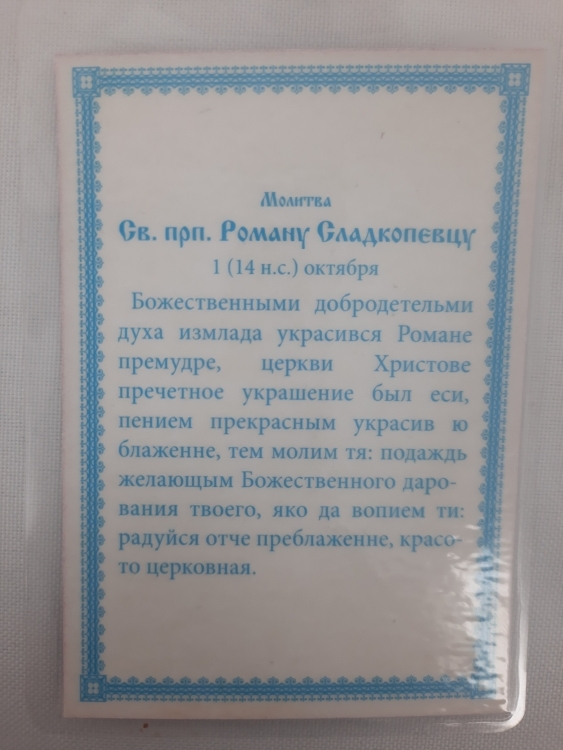 Молитва
Св. прп. Роману Сладкопевцу
1 (14 н.с.) октября
Божественными добродетельми
духа измлада украсився Романе
премудре, церкви Христове
пречетное украшение был еси,
пением прекрасным украсив ю
блаженне, тем молим тя: подаждь
желающым Божественного даро-
вания твоего, яко да вопием ти:
радуйся отче преблаженне, красо-
то церковная.